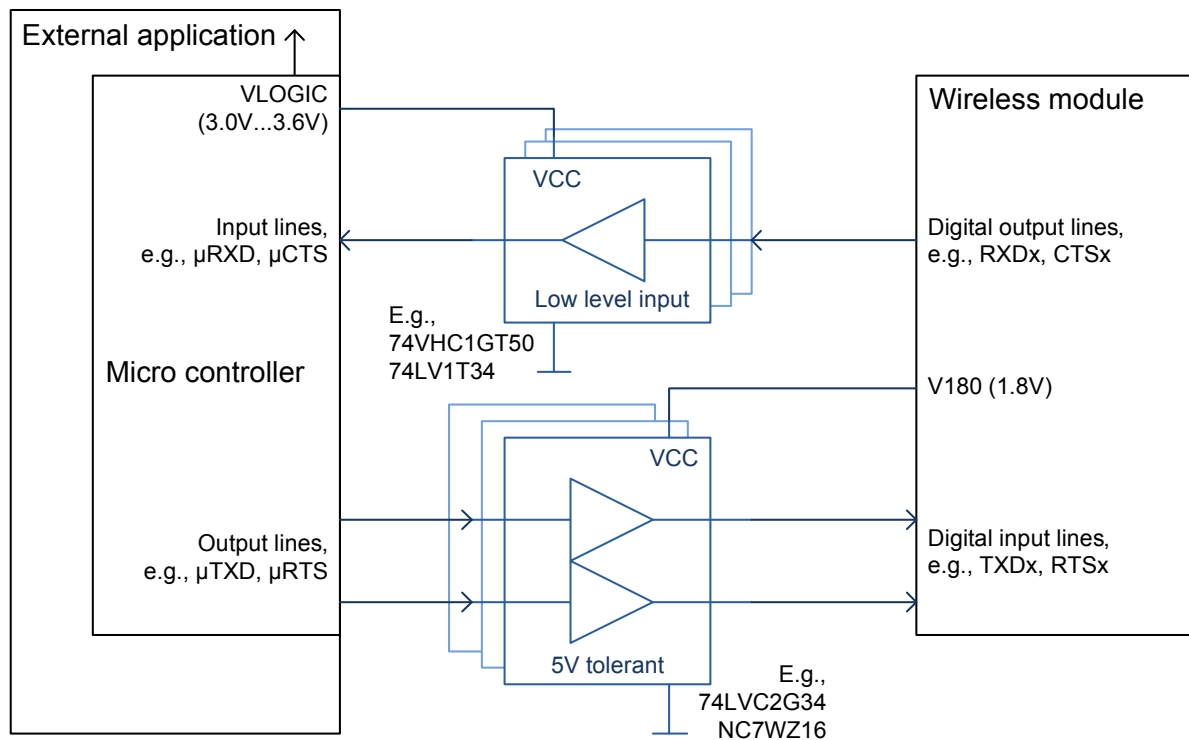 External application
VLOGIC
(3.0V...3.6V)
Wireless module
VCC
Input lines,
e.g., µRXD, µCTS
Digital output lines,
e.g., RXDx, CTSx
Low level input
E.g.,
74VHC1GT50
74LV1T34
Micro controller
V180 (1.8V)
VCC
Output lines,
e.g., µTXD, µRTS
Digital input lines,
e.g., TXDx, RTSx
5V tolerant
E.g.,
74LVC2G34
NC7WZ16